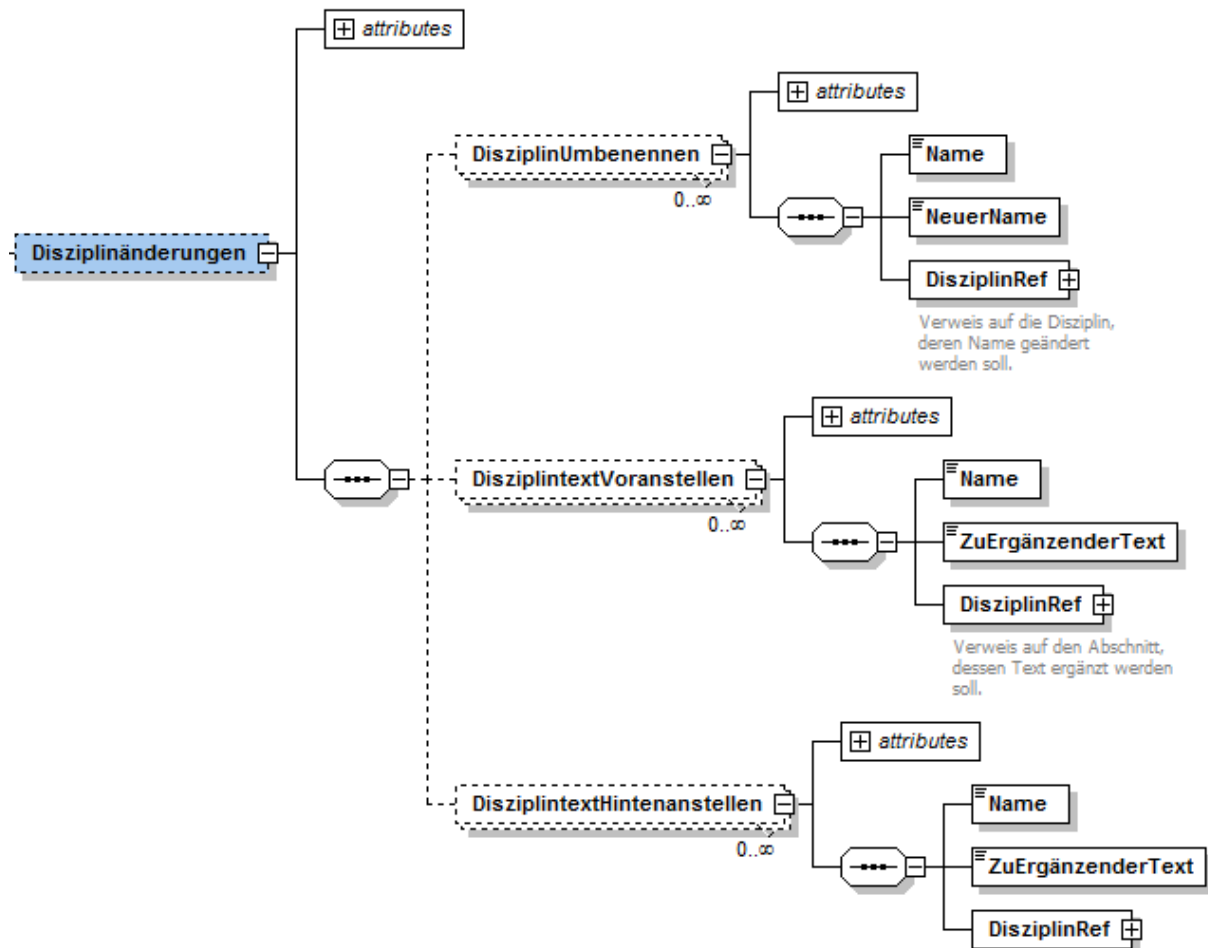 attributes
attributes
DisziplinUmbenennen
0..∞
Name
NeuerName
Disziplinänderungen
DisziplinRef
Verweis auf die Disziplin,
deren Name geändert
werden soll.
attributes
DisziplintextVoranstellen
0..∞
Name
ZuErgänzenderText
DisziplinRef
Verweis auf den Abschnitt,
dessen Text ergänzt werden
soll.
attributes
DisziplintextHintenanstellen
0..∞
Name
ZuErgänzenderText
DisziplinRef